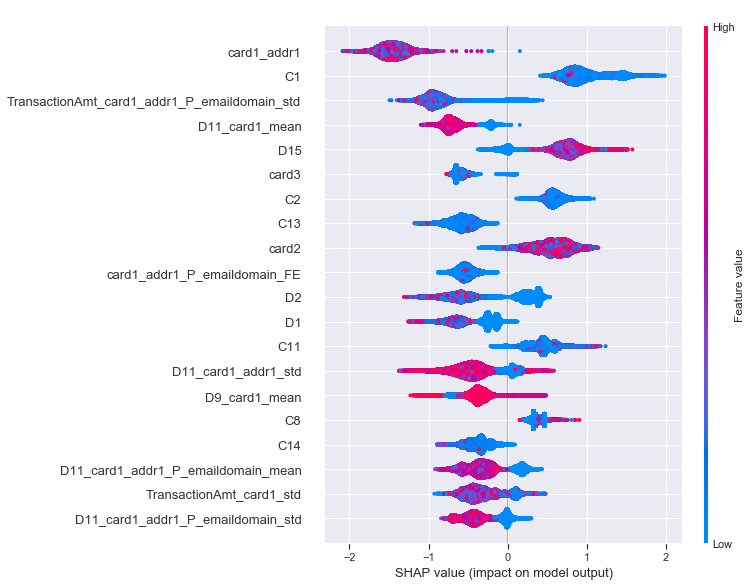 High
card1_addr1
C1
TransactionAmt_card1_addr1_P_emaildomain_std
D11_card1_mean
D15
card3
C2
C13
card2
card1_addr1_P_emaildomain_FE
D2
D1
C11
D11_card1_addr1_std
D9_card1_mean
C8
C14
D11_card1_addr1_P_emaildomain_mean
TransactionAmt_card1_std
D11_card1_addr1_P_emaildomain_std
Feature value
Low
−2 −1 0 1 2
SHAP value (impact on model output)